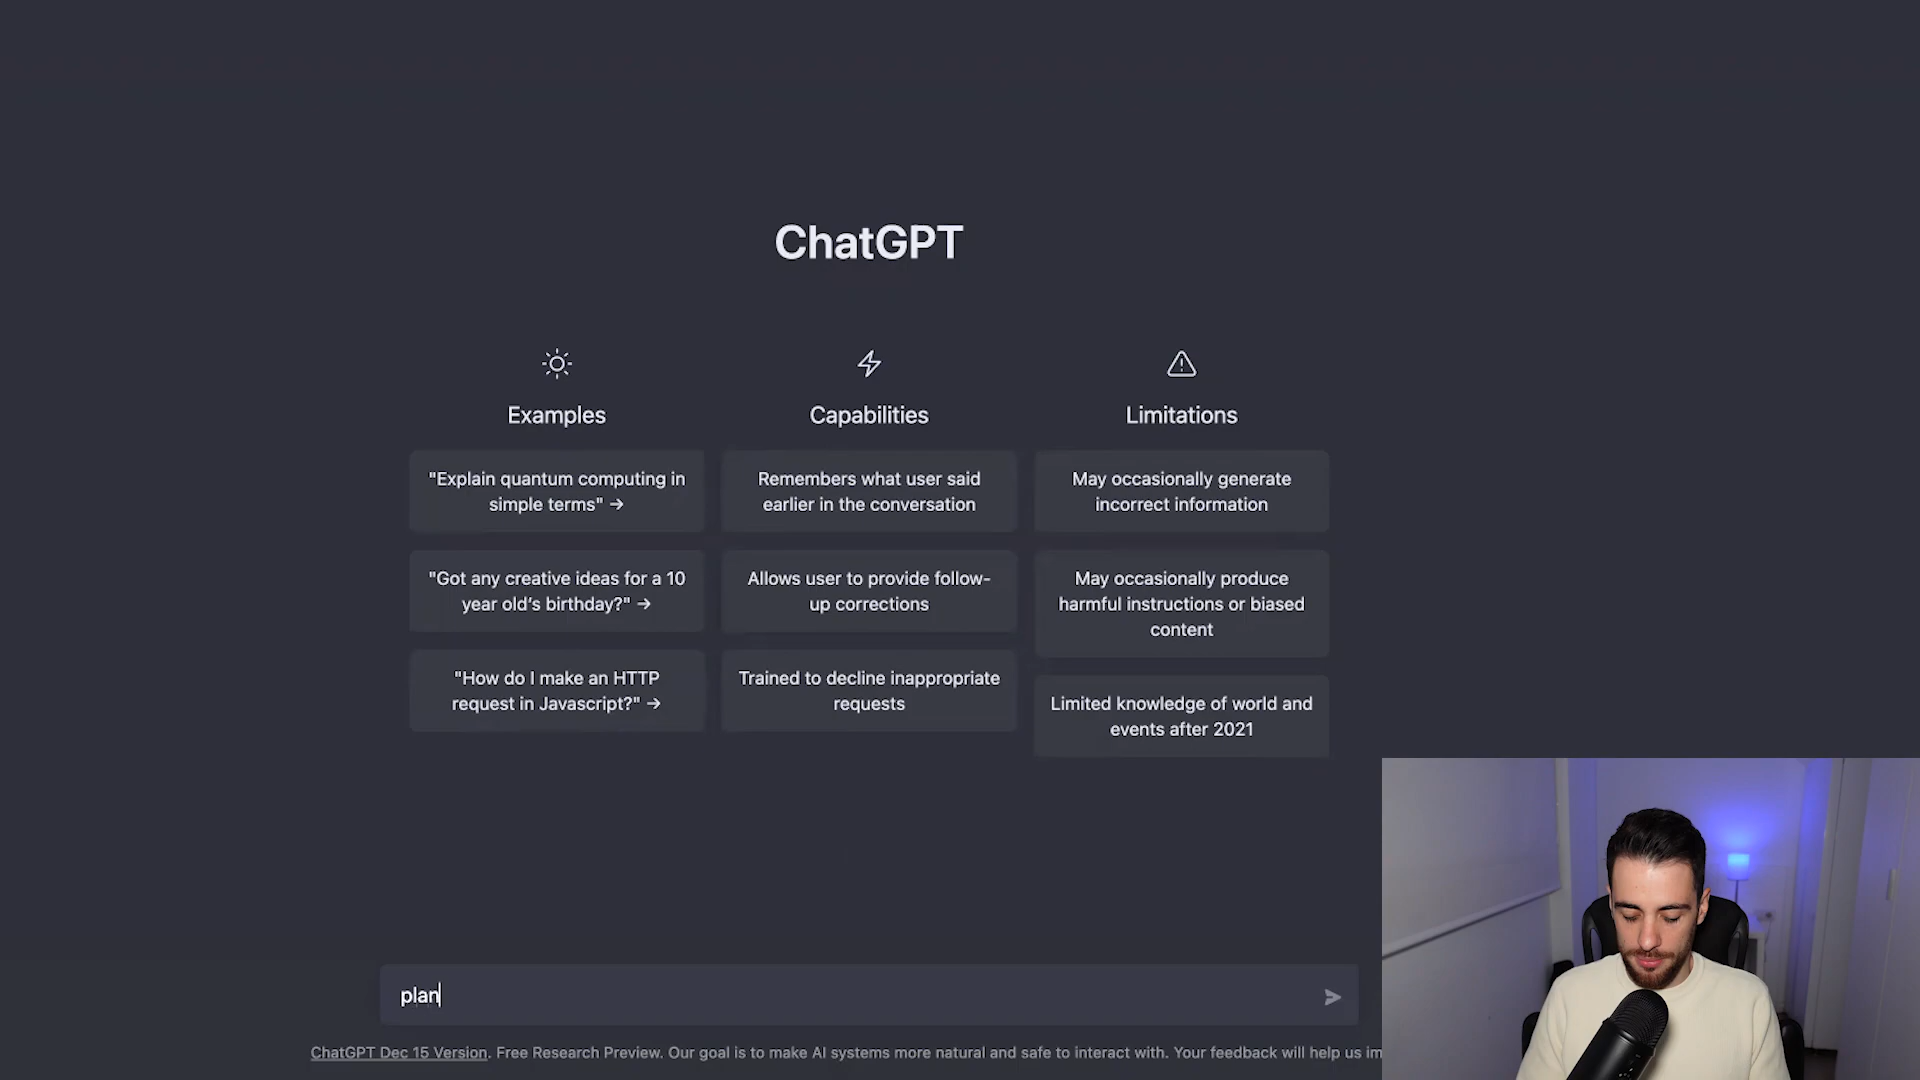 ChatGPT
Examples
"Explain quantum computing in
simple terms" →
"Got any creative ideas for a 10
year old's birthday?" →
"How do I make an HTTP
request in Javascript?" →
Capabilities
Remembers what user said
earlier in the conversation
Allows user to provide follow-
up corrections
Trained to decline inappropriate
requests
Limitations
May occasionally generate
incorrect information
May occasionally produce
harmful instructions or biased
content
Limited knowledge of world and
events after 2021
plan
ChatGPT Dec 15 Version. Free Research Preview. Our goal is to make AI systems more natural and safe to interact with. Your feedback will help us im